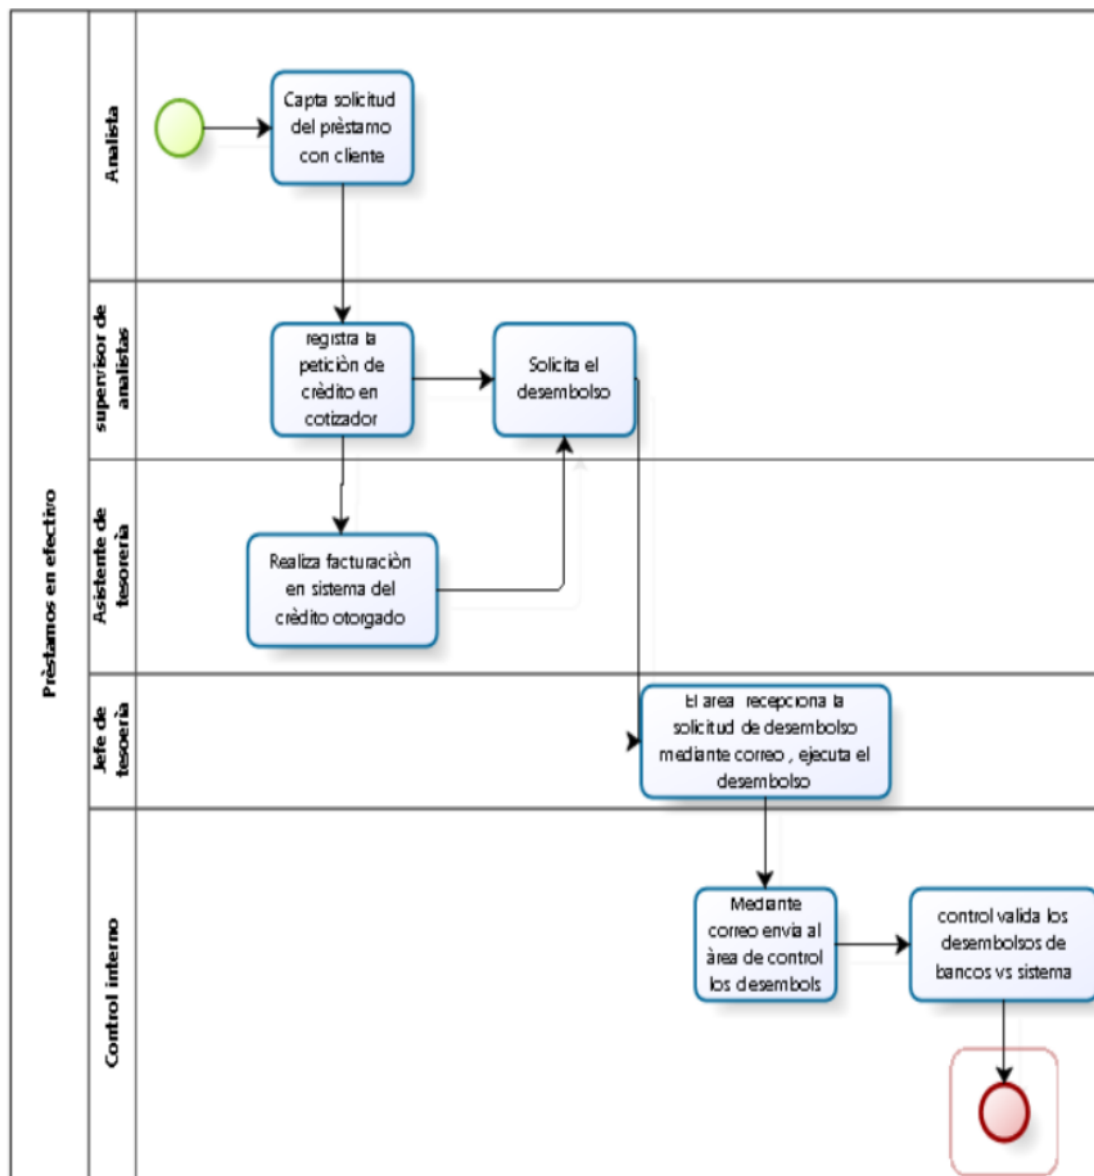 Prèstamos en efectivo
Analista
Capta solicitud
del prèstamo
con cliente
supervisor de
analistas
registra la
petición de
crèdito en
cotizador
Solicita el
desembolso
Asistente de
tesorerìa
Realiza facturaciòn
en sistema del
crèdito otorgado
Jefe de
tesoerìa
El area recepciona la
solicitud de desembolso
mediante correo , ejecuta el
desembolso
Control interno
Mediante
correo envìa al
àrea de control
los desembols
control valida los
desembolsos de
bancos vs sistema